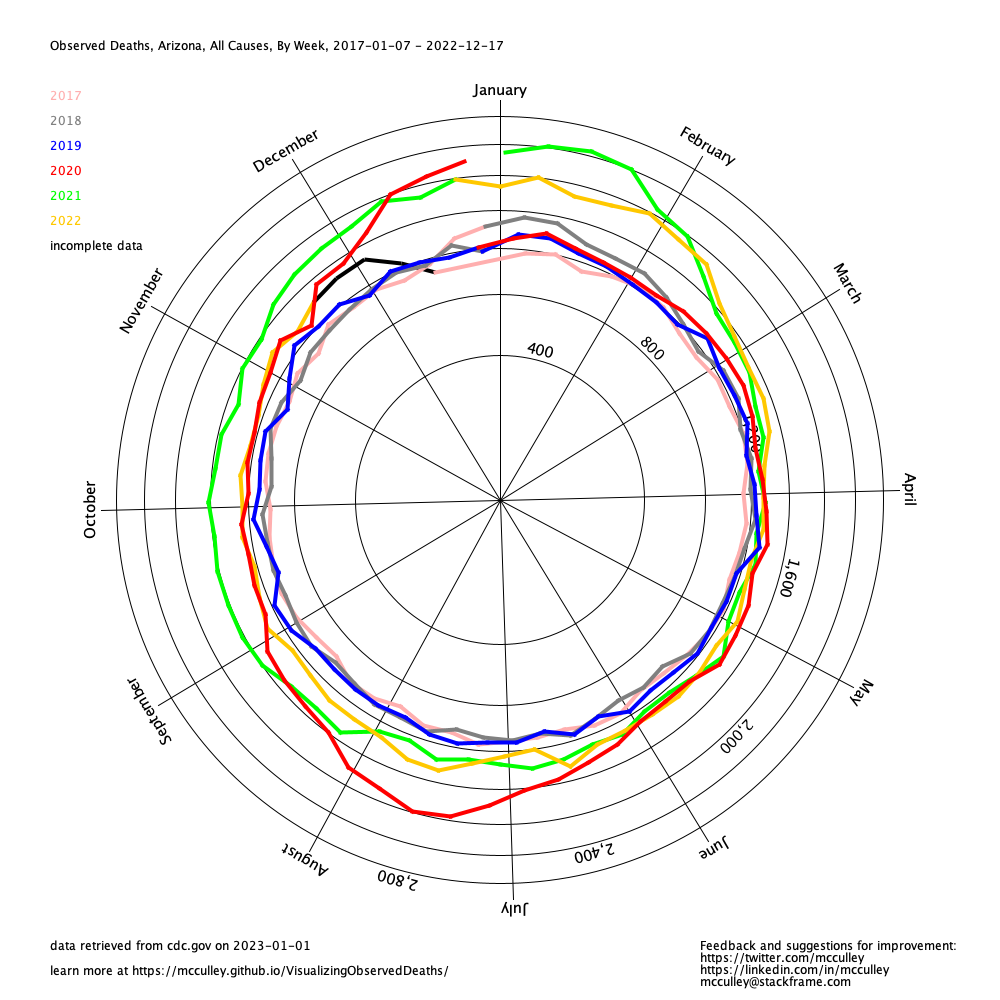 Observed Deaths, Arizona, All Causes, By Week, 2017-01-07 - 2022-12-17
January
2017
2018
2019
2020
2021
2022
incomplete data
December
February
November
March
400
800
1,200
October
April
1,600
September
May
2,000
August
June
2,400
2,800
July
data retrieved from cdc.gov on 2023-01-01
learn more at https://mcculley.github.io/VisualizingObservedDeaths/
Feedback and suggestions for improvement:
https://twitter.com/mcculley
https://linkedin.com/in/mcculley
mcculley@stackframe.com